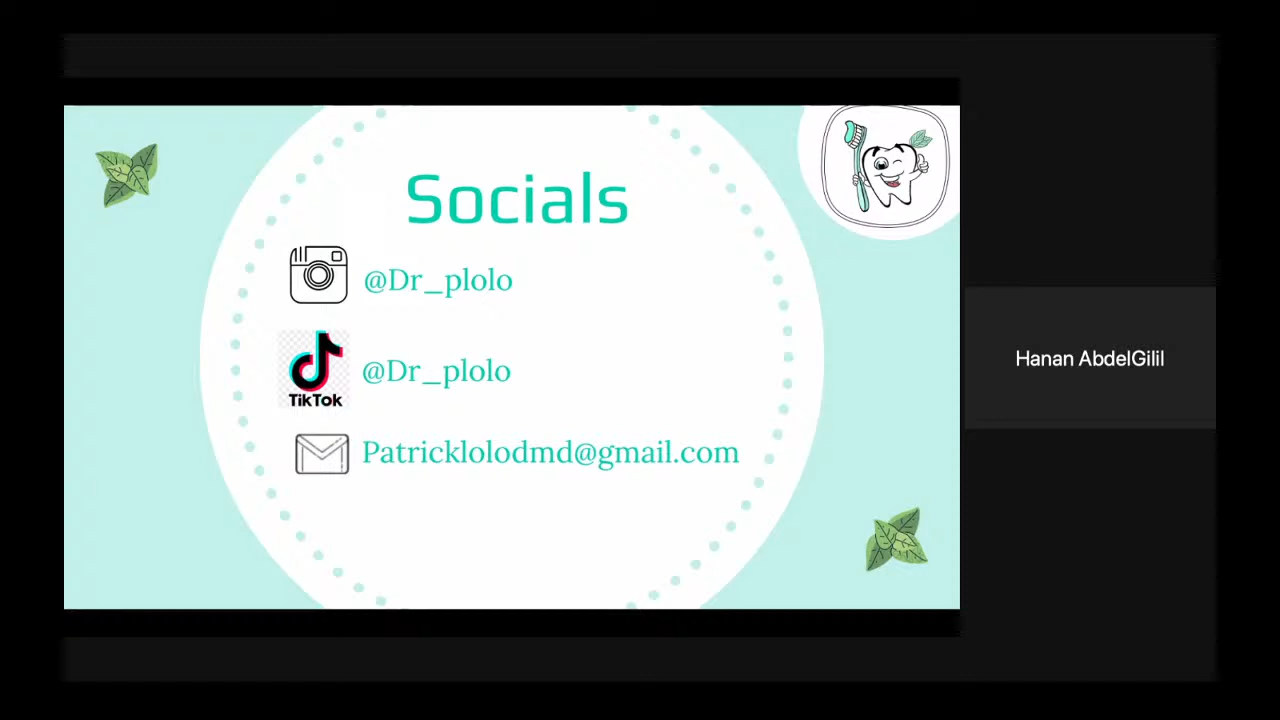 Socials
@Dr_plolo
TikTok
@Dr_plolo
Patricklolodmd@gmail.com
Hanan AbdelGilil